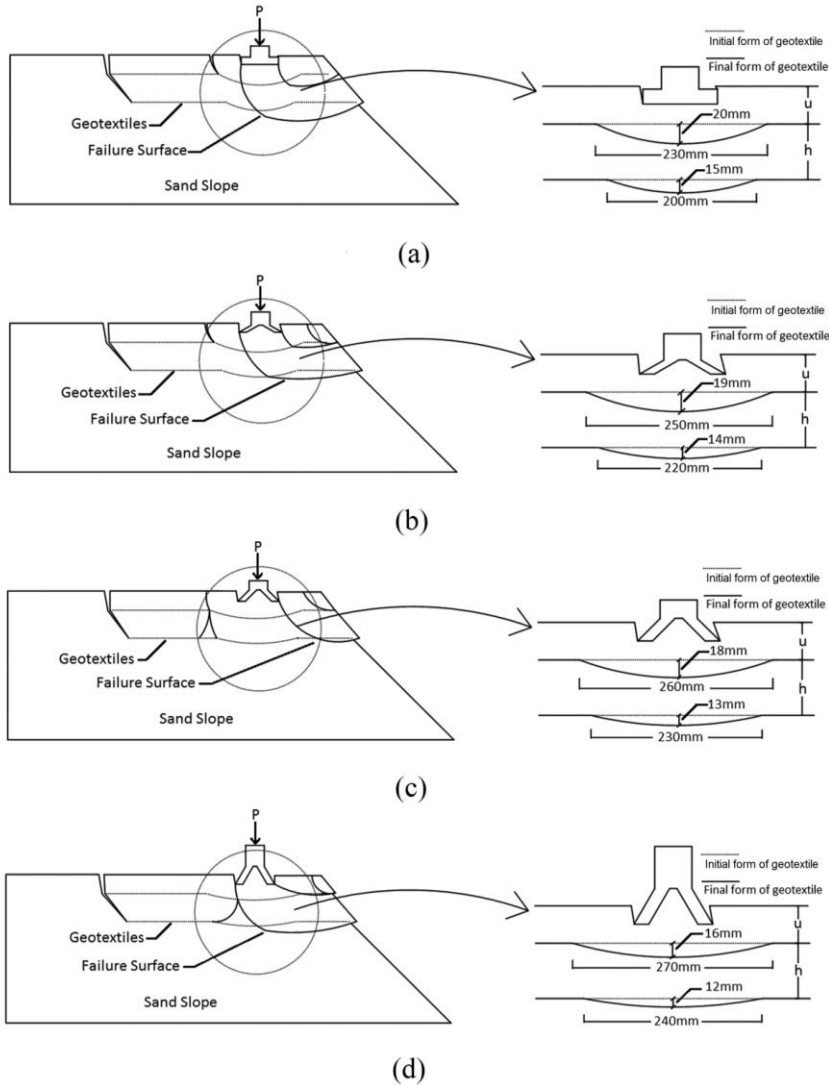 P
Initial form of geotextile
Final form of geotextile
u
20mm
Geotextiles
h
230mm
Failure Surface
15mm
Sand Slope
200mm
(a)
P
Initial form of geotextile
Final form of geotextile
u
19mm
Geotextiles
h
250mm
Failure Surface
14mm
Sand Slope
220mm
(b)
P
Initial form of geotextile
Final form of geotextile
u
18mm
Geotextiles
h
260mm
Failure Surface
13mm
Sand Slope
230mm
(c)
P
Initial form of geotextile
Final form of geotextile
u
16mm
Geotextiles
h
270mm
Failure Surface
12mm
Sand Slope
240mm
(d)